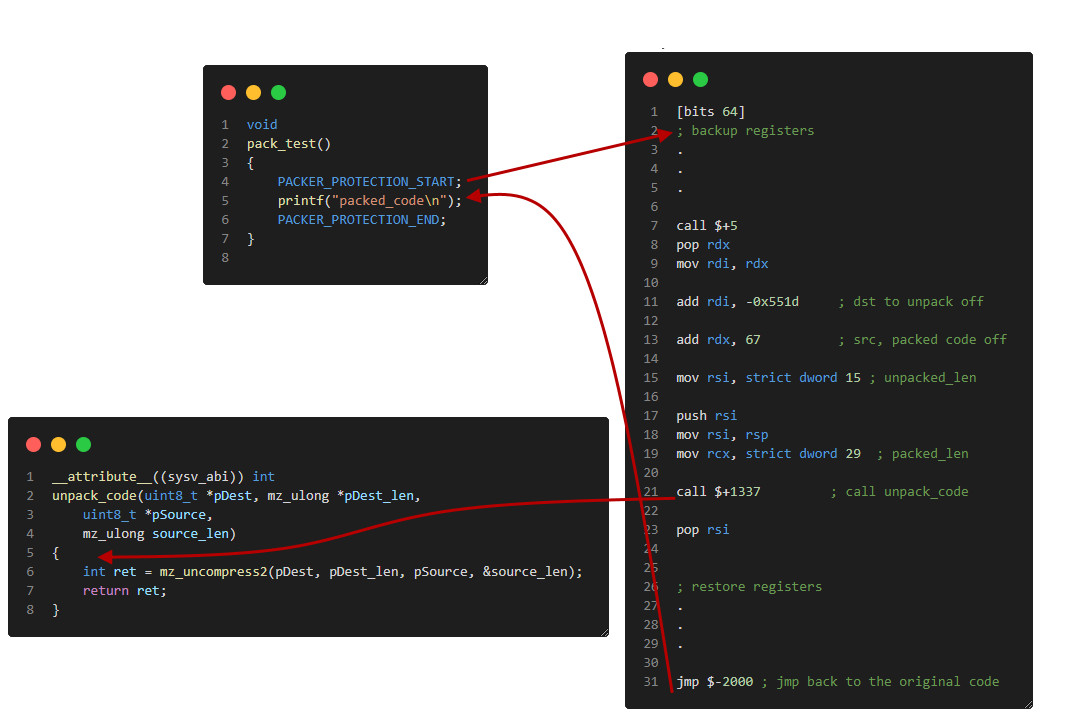 1 void
2 pack_test()
3 {
4 PACKER_PROTECTION_START;
5 printf("packed_code\n");
6 PACKER_PROTECTION_END;
7 }
8
1 [bits 64]
2 ; backup registers
3 .
4 .
5 .
6
7 call $+5
8 pop rdx
9 mov rdi, rdx
10
11 add rdi, -0x551d ; dst to unpack off
12
13 add rdx, 67 ; src, packed code off
14
15 mov rsi, strict dword 15 ; unpacked_len
16
17 push rsi
18 mov rsi, rsp
19 mov rcx, strict dword 29 ; packed_len
20
21 call $+1337 ; call unpack_code
22
23 pop rsi
24
25
26 ; restore registers
27 .
28 .
29 .
30
31 jmp $-2000 ; jmp back to the original code
1 __attribute__((sysv_abi)) int
2 unpack_code(uint8_t *pDest, mz_ulong *pDest_len,
3 uint8_t *pSource,
4 mz_ulong source_len)
5 {
6 int ret = mz_uncompress2(pDest, pDest_len, pSource, &source_len);
7 return ret;
8 }